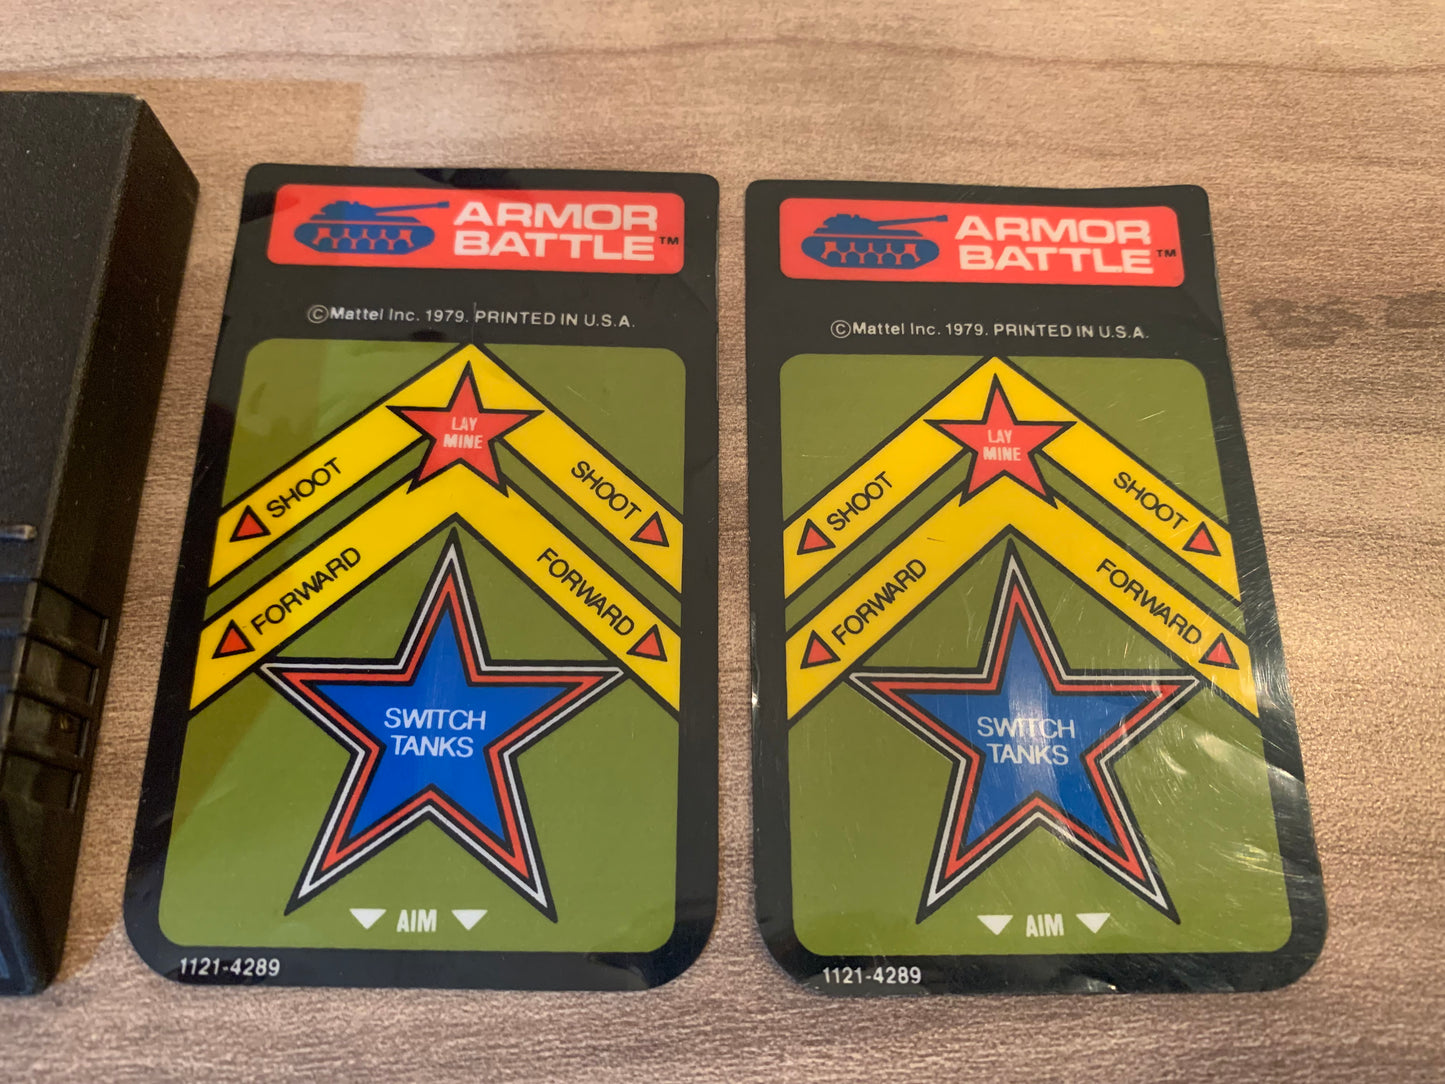 ARMOR
BATTLE™
©Mattel Inc. 1979. PRINTED IN U.S.A.
LAY
MINE
SHOOT
SHOOT
FORWARD
FORWARD
SWITCH
TANKS
AIM
1121-4289
ARMOR
BATTLE™
©Mattel Inc. 1979. PRINTED IN U.S.A.
LAY
MINE
SHOOT
SHOOT
FORWARD
FORWARD
SWITCH
TANKS
AIM
1121-4289